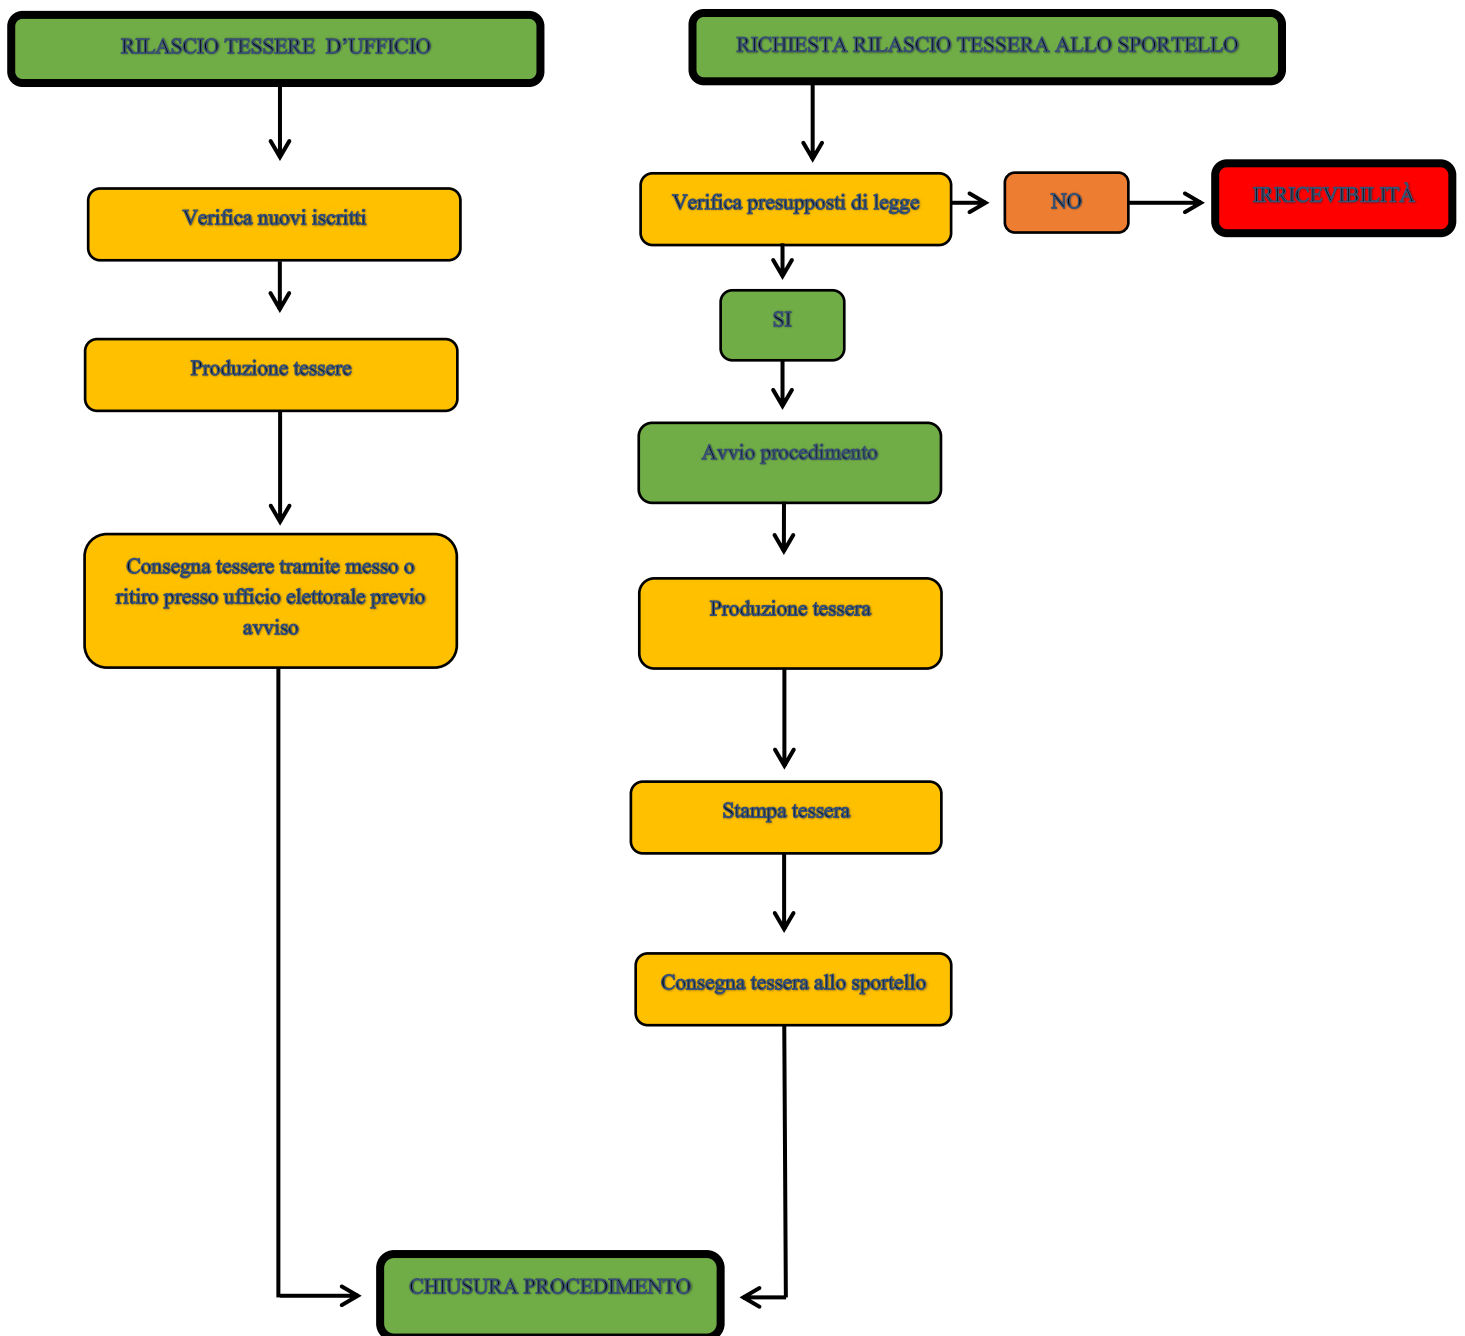 RILASCIO TESSERE D’UFFICIO
RICHIESTA RILASCIO TESSERA ALLO SPORTELLO
Verifica nuovi iscritti
Verifica presupposti di legge
NO
IRRICEVIBILITÀ
SI
Produzione tessere
Avvio procedimento
Consegna tessere tramite messo o
ritiro presso ufficio elettorale previo
avviso
Produzione tessera
Stampa tessera
Consegna tessera allo sportello
CHIUSURA PROCEDIMENTO